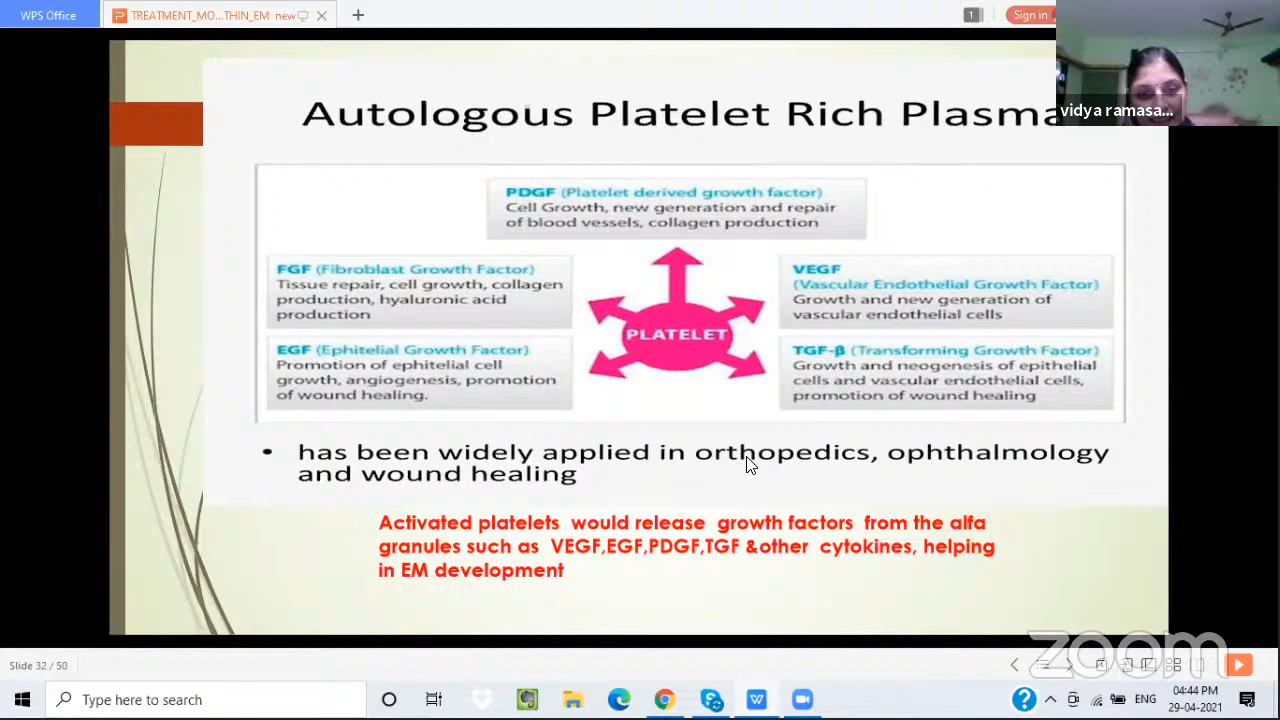 WPS Office
TREATMENT_MO...THIN_EM new
1
Sign in
vidya ramasa...
Autologous Platelet Rich Plasma
PDGF (Platelet derived growth factor)
Cell Growth, new generation and repair
of blood vessels, collagen production
FGF (Fibroblast Growth Factor)
Tissue repair, cell growth, collagen
production, hyaluronic acid
production
VEGF
(Vascular Endothelial Growth Factor)
Growth and new generation of
vascular endothelial cells
PLATELET
EGF (Ephitelial Growth Factor)
Promotion of ephitelial cell
growth, angiogenesis, promotion
of wound healing.
TGF-β (Transforming Growth Factor)
Growth and neogenesis of epithelial
cells and vascular endothelial cells,
promotion of wound healing
• has been widely applied in orthopedics, ophthalmology
and wound healing
Activated platelets would release growth factors from the alfa
granules such as VEGF,EGF,PDGF,TGF &other cytokines, helping
in EM development
zoom
Slide 32 / 50
Type here to search
ENG
04:44 PM
29-04-2021